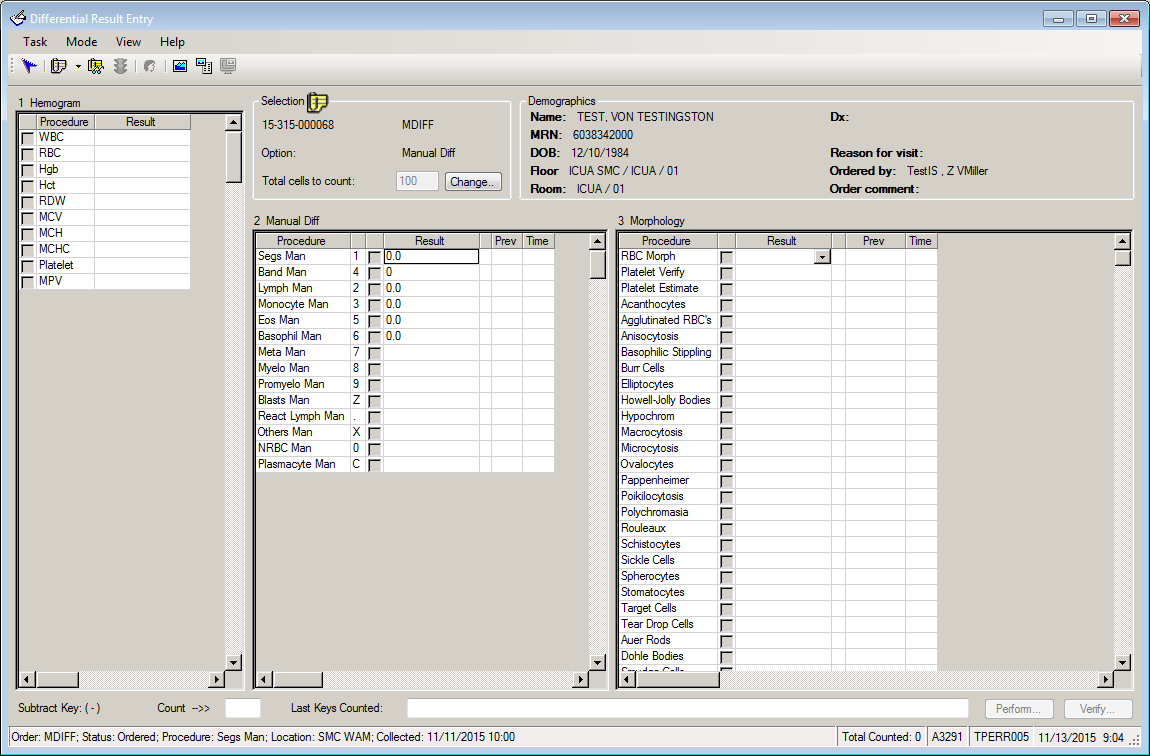 Differential Result Entry
Task Mode View Help
1 Hemogram
Procedure Result
WBC
RBC
Hgb
Hct
RDW
MCV
MCH
MCHC
Platelet
MPV
Selection
15-315-000068 MDIFF
Option: Manual Diff
Total cells to count: 100 Change..
Demographics
Name: TEST, VON TESTINGSTON
MRN: 6038342000
DOB: 12/10/1984
Floor ICUA SMC / ICUA / 01
Room: ICUA / 01
Dx:
Reason for visit:
Ordered by: TestIS , Z VMiller
Order comment:
2 Manual Diff
Procedure Result Prev Time
Segs Man 1 0.0
Band Man 4 0
Lymph Man 2 0.0
Monocyte Man 3 0.0
Eos Man 5 0.0
Basophil Man 6 0.0
Meta Man 7
Myelo Man 8
Promyelo Man 9
Blasts Man Z
React Lymph Man .
Others Man X
NRBC Man 0
Plasmacyte Man C
3 Morphology
Procedure Result Prev Time
RBC Morph
Platelet Verify
Platelet Estimate
Acanthocytes
Agglutinated RBC's
Anisocytosis
Basophilic Stippling
Burr Cells
Elliptocytes
Howell-Jolly Bodies
Hypochrom
Macrocytosis
Microcytosis
Ovalocytes
Pappenheimer
Poikilocytosis
Polychromasia
Rouleaux
Schistocytes
Sickle Cells
Spherocytes
Stomatocytes
Target Cells
Tear Drop Cells
Auer Rods
Dohle Bodies
Subtract Key: ( - ) Count -->> Last Keys Counted: Perform... Verify...
Order: MDIFF; Status: Ordered; Procedure: Segs Man; Location: SMC WAM; Collected: 11/11/2015 10:00 Total Counted: 0 A3291 TPERR005 11/13/2015 9:04